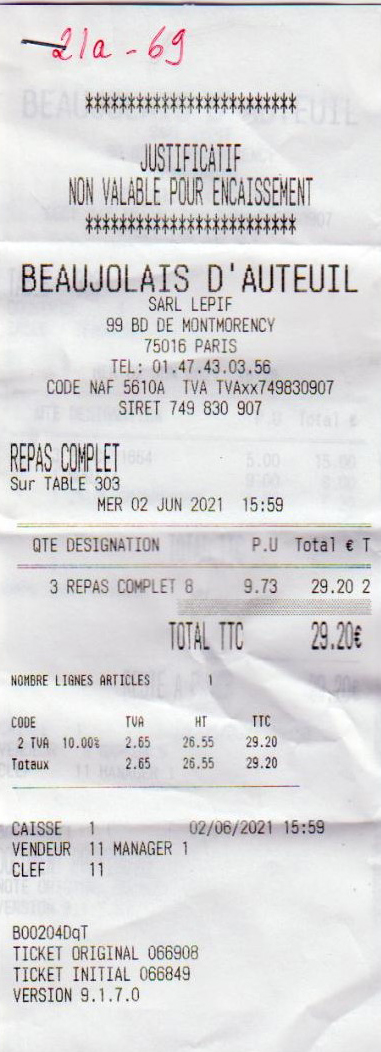 21a - 69
*************************
JUSTIFICATIF
NON VALABLE POUR ENCAISSEMENT
*************************
BEAUJOLAIS D'AUTEUIL
SARL LEPIF
99 BD DE MONTMORENCY
75016 PARIS
TEL: 01.47.43.03.56
CODE NAF 5610A TVA TVAxx749830907
SIRET 749 830 907
REPAS COMPLET
Sur TABLE 303
MER 02 JUN 2021 15:59
QTE DESIGNATION P.U Total € T
3 REPAS COMPLET 8 9.73 29.20 2
TOTAL TTC 29.20€
NOMBRE LIGNES ARTICLES 1
CODE TVA HT TTC
2 TVA 10.00% 2.65 26.55 29.20
Totaux 2.65 26.55 29.20
CAISSE 1 02/06/2021 15:59
VENDEUR 11 MANAGER 1
CLEF 11
B00204DqT
TICKET ORIGINAL 066908
TICKET INITIAL 066849
VERSION 9.1.7.0